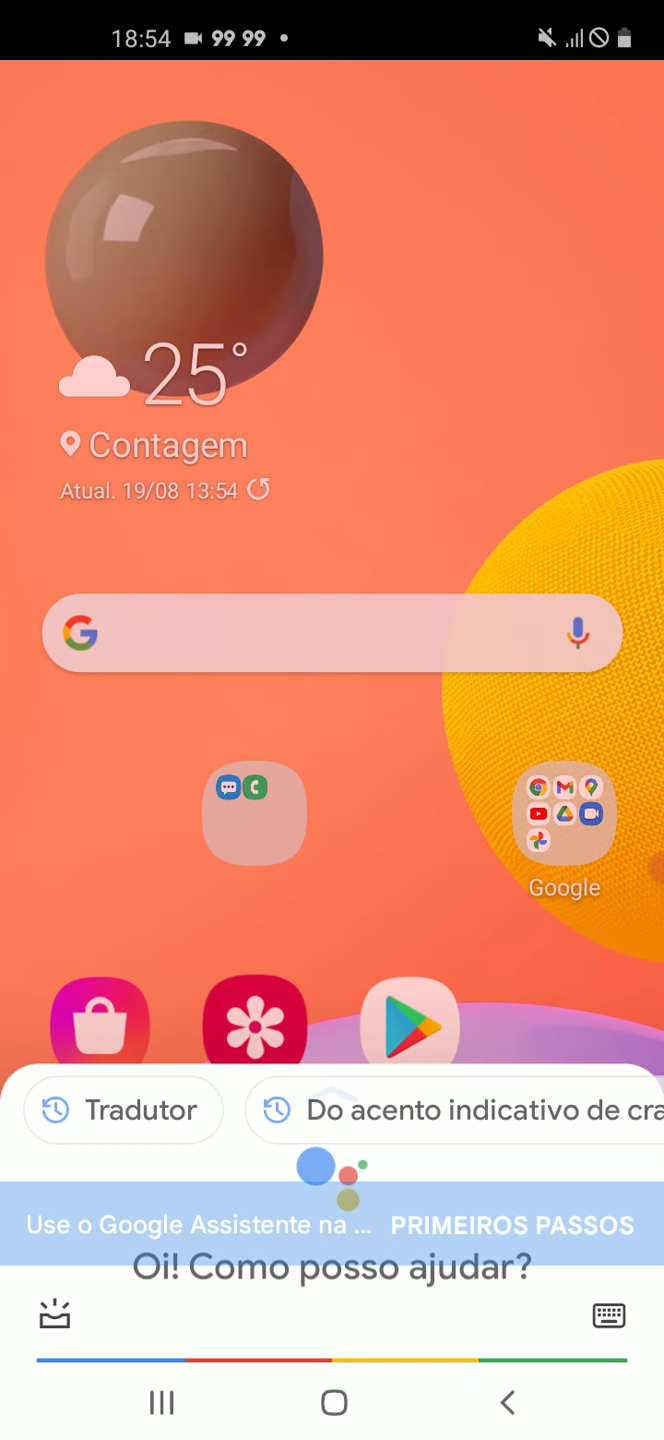 18:54 99 99
25°
Contagem
Atual. 19/08 13:54
Google
Tradutor
Do acento indicativo de cra
Use o Google Assistente na ... PRIMEIROS PASSOS
Oi! Como posso ajudar?